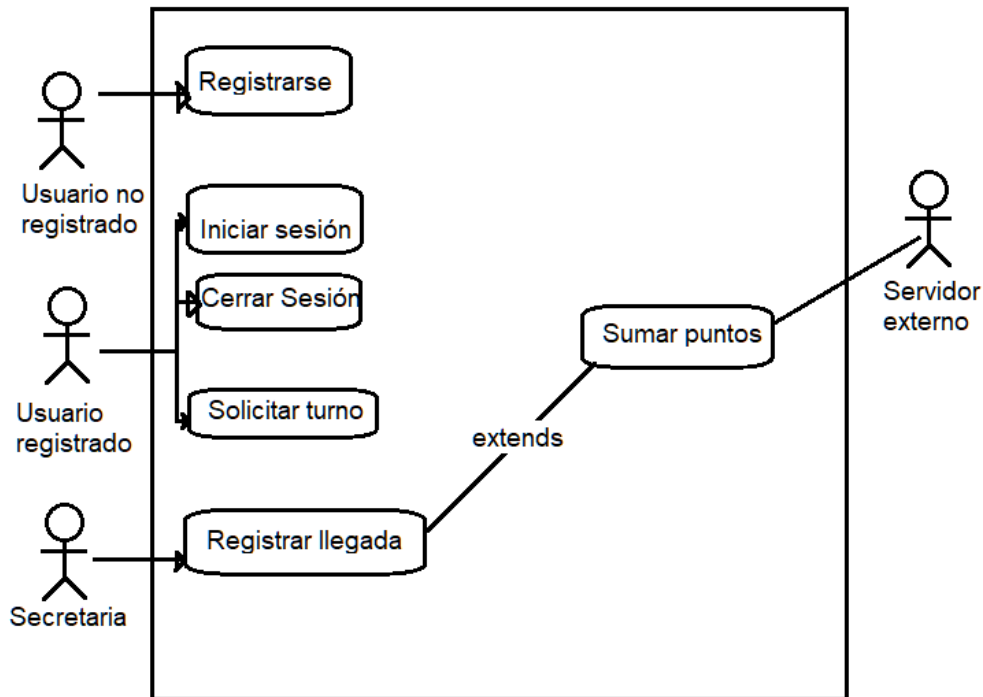 Registrarse
Usuario no
registrado
Iniciar sesión
Cerrar Sesión
Servidor
externo
Sumar puntos
Usuario
registrado
Solicitar turno
extends
Registrar llegada
Secretaria